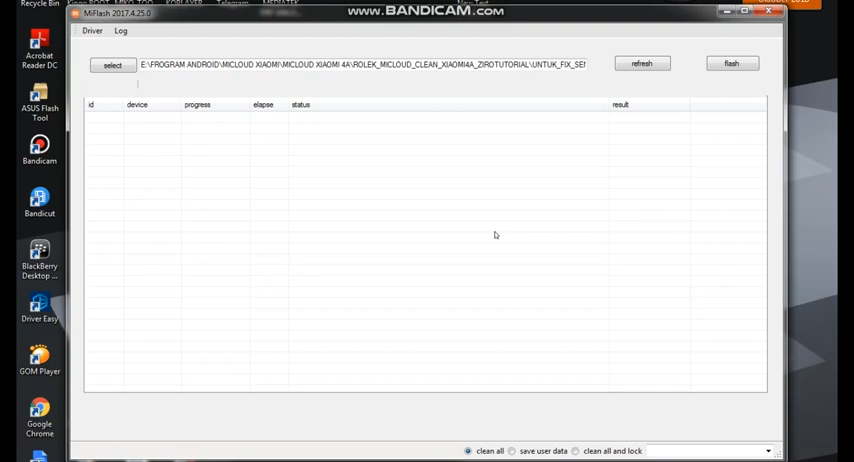 Recycle Bin
www.BANDICAM.com
MiFlash 2017.4.25.0
Driver Log
select E:\FROGRAM ANDROID\MICLOUD XIAOMI\MICLOUD XIAOMI 4A\ROLEK_MICLOUD_CLEAN_XIAOMI4A_ZIROTUTORIAL\UNTUK_FIX_SEN refresh flash
id device progress elapse status result
Acrobat
Reader DC
ASUS Flash
Tool
Bandicam
Bandicut
BlackBerry
Desktop ...
Driver Easy
GOM Player
Google
Chrome
clean all save user data clean all and lock